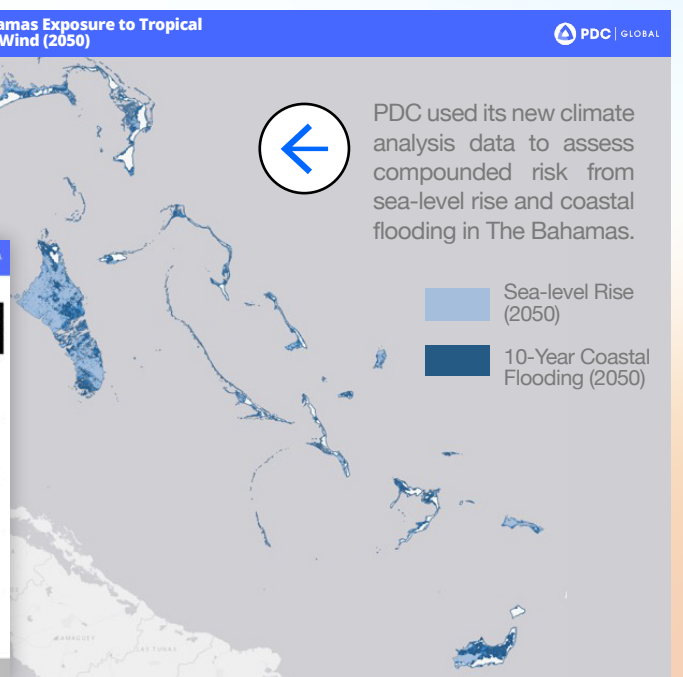 amas Exposure to Tropical
Wind (2050)
PDC | GLOBAL
PDC used its new climate
analysis data to assess
compounded risk from
sea-level rise and coastal
flooding in The Bahamas.
Sea-level Rise
(2050)
10-Year Coastal
Flooding (2050)